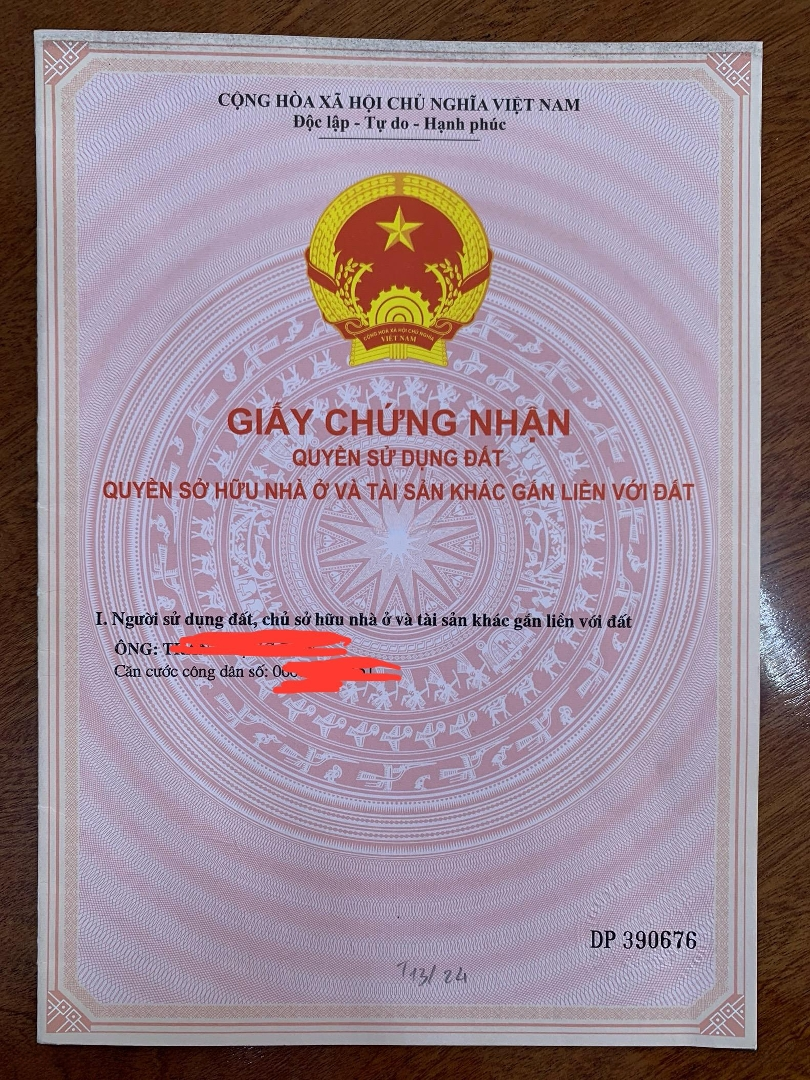 CỘNG HÒA XÃ HỘI CHỦ NGHĨA VIỆT NAM
Độc lập - Tự do - Hạnh phúc
CỘNG HÒA XÃ HỘI CHỦ NGHĨA
VIỆT NAM
GIẤY CHỨNG NHẬN
QUYỀN SỬ DỤNG ĐẤT
QUYỀN SỞ HỮU NHÀ Ở VÀ TÀI SẢN KHÁC GẮN LIỀN VỚI ĐẤT
I. Người sử dụng đất, chủ sở hữu nhà ở và tài sản khác gắn liền với đất
ÔNG:
Căn cước công dân số:
DP 390676
T13/24